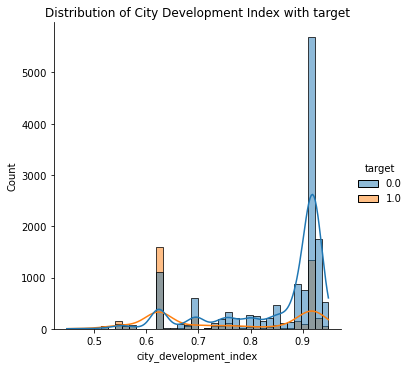 Distribution of City Development Index with target
5000
4000
3000
2000
1000
0
Count
0.5 0.6 0.7 0.8 0.9
city_development_index
target
0.0
1.0